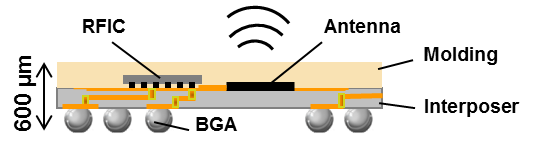 RFIC
Antenna
Molding
600 µm
Interposer
BGA